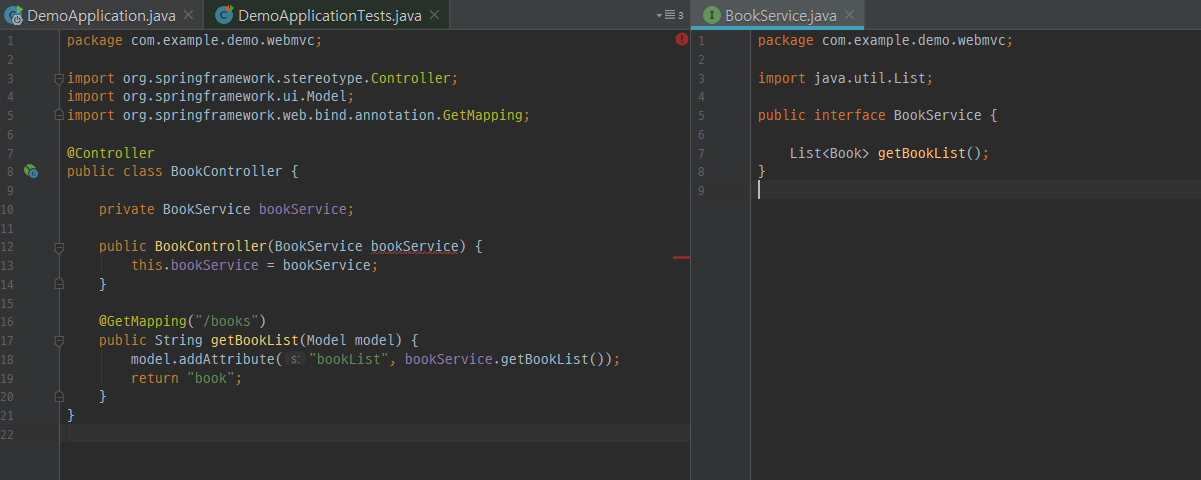 DemoApplication.java
DemoApplicationTests.java
3
BookService.java
1 package com.example.demo.webmvc;
2
3 import org.springframework.stereotype.Controller;
4 import org.springframework.ui.Model;
5 import org.springframework.web.bind.annotation.GetMapping;
6
7 @Controller
8 public class BookController {
9
10 private BookService bookService;
11
12 public BookController(BookService bookService) {
13 this.bookService = bookService;
14 }
15
16 @GetMapping("/books")
17 public String getBookList(Model model) {
18 model.addAttribute( s: "bookList", bookService.getBookList());
19 return "book";
20 }
21 }
22
1 package com.example.demo.webmvc;
2
3 import java.util.List;
4
5 public interface BookService {
6
7 List<Book> getBookList();
8 }
9